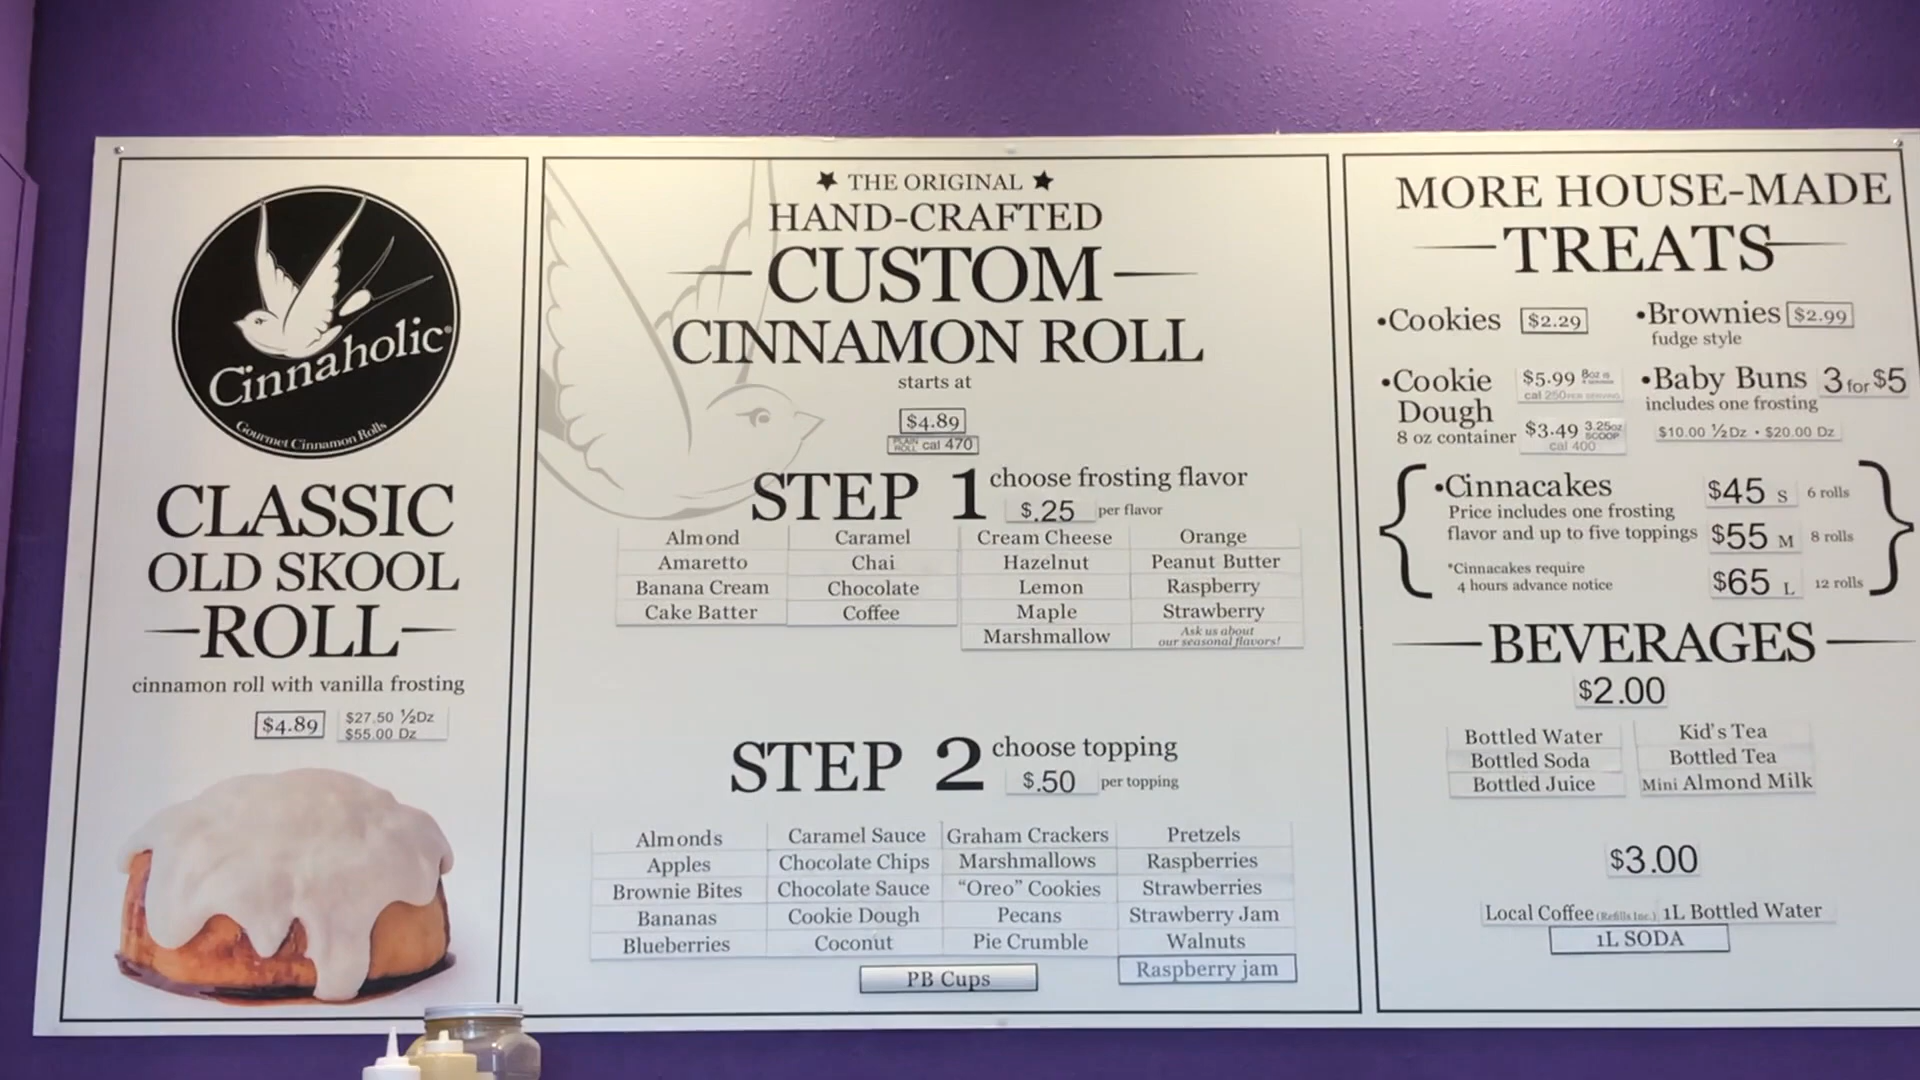 Cinnaholic®
Gourmet Cinnamon Rolls
CLASSIC
OLD SKOOL
ROLL
cinnamon roll with vanilla frosting
$4.89
$27.50 ½Dz
$55.00 Dz
THE ORIGINAL
HAND-CRAFTED
CUSTOM
CINNAMON ROLL
starts at
$4.89
PLAIN ROLL cal 470
STEP 1 choose frosting flavor
$.25 per flavor
Almond
Amaretto
Banana Cream
Cake Batter
Caramel
Chai
Chocolate
Coffee
Cream Cheese
Hazelnut
Lemon
Maple
Marshmallow
Orange
Peanut Butter
Raspberry
Strawberry
Ask us about
our seasonal flavors!
STEP 2 choose topping
$.50 per topping
Almonds
Apples
Brownie Bites
Bananas
Blueberries
Caramel Sauce
Chocolate Chips
Chocolate Sauce
Cookie Dough
Coconut
Graham Crackers
Marshmallows
"Oreo" Cookies
Pecans
Pie Crumble
Pretzels
Raspberries
Strawberries
Strawberry Jam
Walnuts
PB Cups
Raspberry jam
MORE HOUSE-MADE
TREATS
•Cookies $2.29
•Brownies $2.99
fudge style
•Cookie
Dough
8 oz container
$5.99 8oz is
cal 250 PER SERVING
$3.49 3.25oz SCOOP
cal 400
•Baby Buns 3 for $5
includes one frosting
$10.00 ½Dz • $20.00 Dz
•Cinnacakes
Price includes one frosting
flavor and up to five toppings
*Cinnacakes require
4 hours advance notice
$45 S 6 rolls
$55 M 8 rolls
$65 L 12 rolls
BEVERAGES
$2.00
Bottled Water
Bottled Soda
Bottled Juice
Kid's Tea
Bottled Tea
Mini Almond Milk
$3.00
Local Coffee (Refills Inc.) 1L Bottled Water
1L SODA